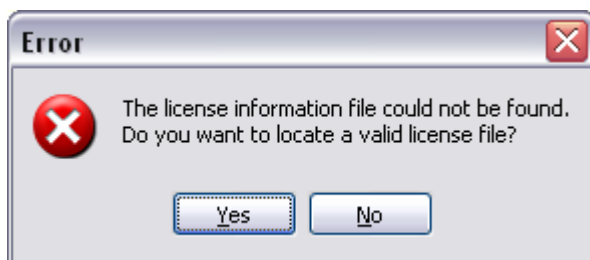 Error
The license information file could not be found.
Do you want to locate a valid license file?
Yes No